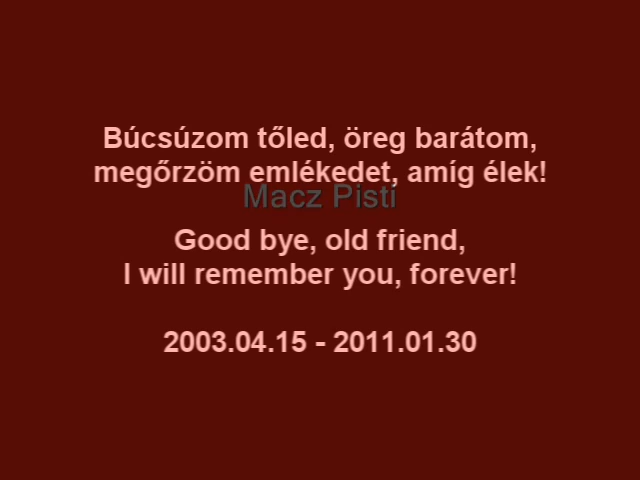 Búcsúzom tőled, öreg barátom,
megőrzöm emlékedet, amíg élek!
Macz Pisti
Good bye, old friend,
I will remember you, forever!
2003.04.15 - 2011.01.30